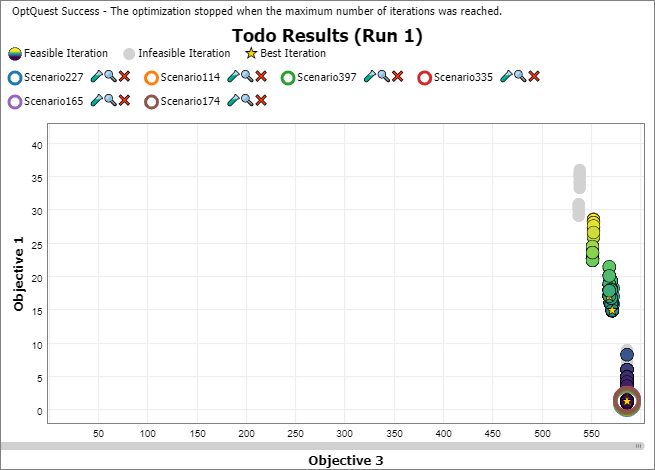 OptQuest Success - The optimization stopped when the maximum number of iterations was reached.
Todo Results (Run 1)
Feasible Iteration Infeasible Iteration Best Iteration
Scenario227 Scenario114 Scenario397 Scenario335
Scenario165 Scenario174
40
35
30
25
20
15
10
5
0
Objective 1
50 100 150 200 250 300 350 400 450 500 550
Objective 3